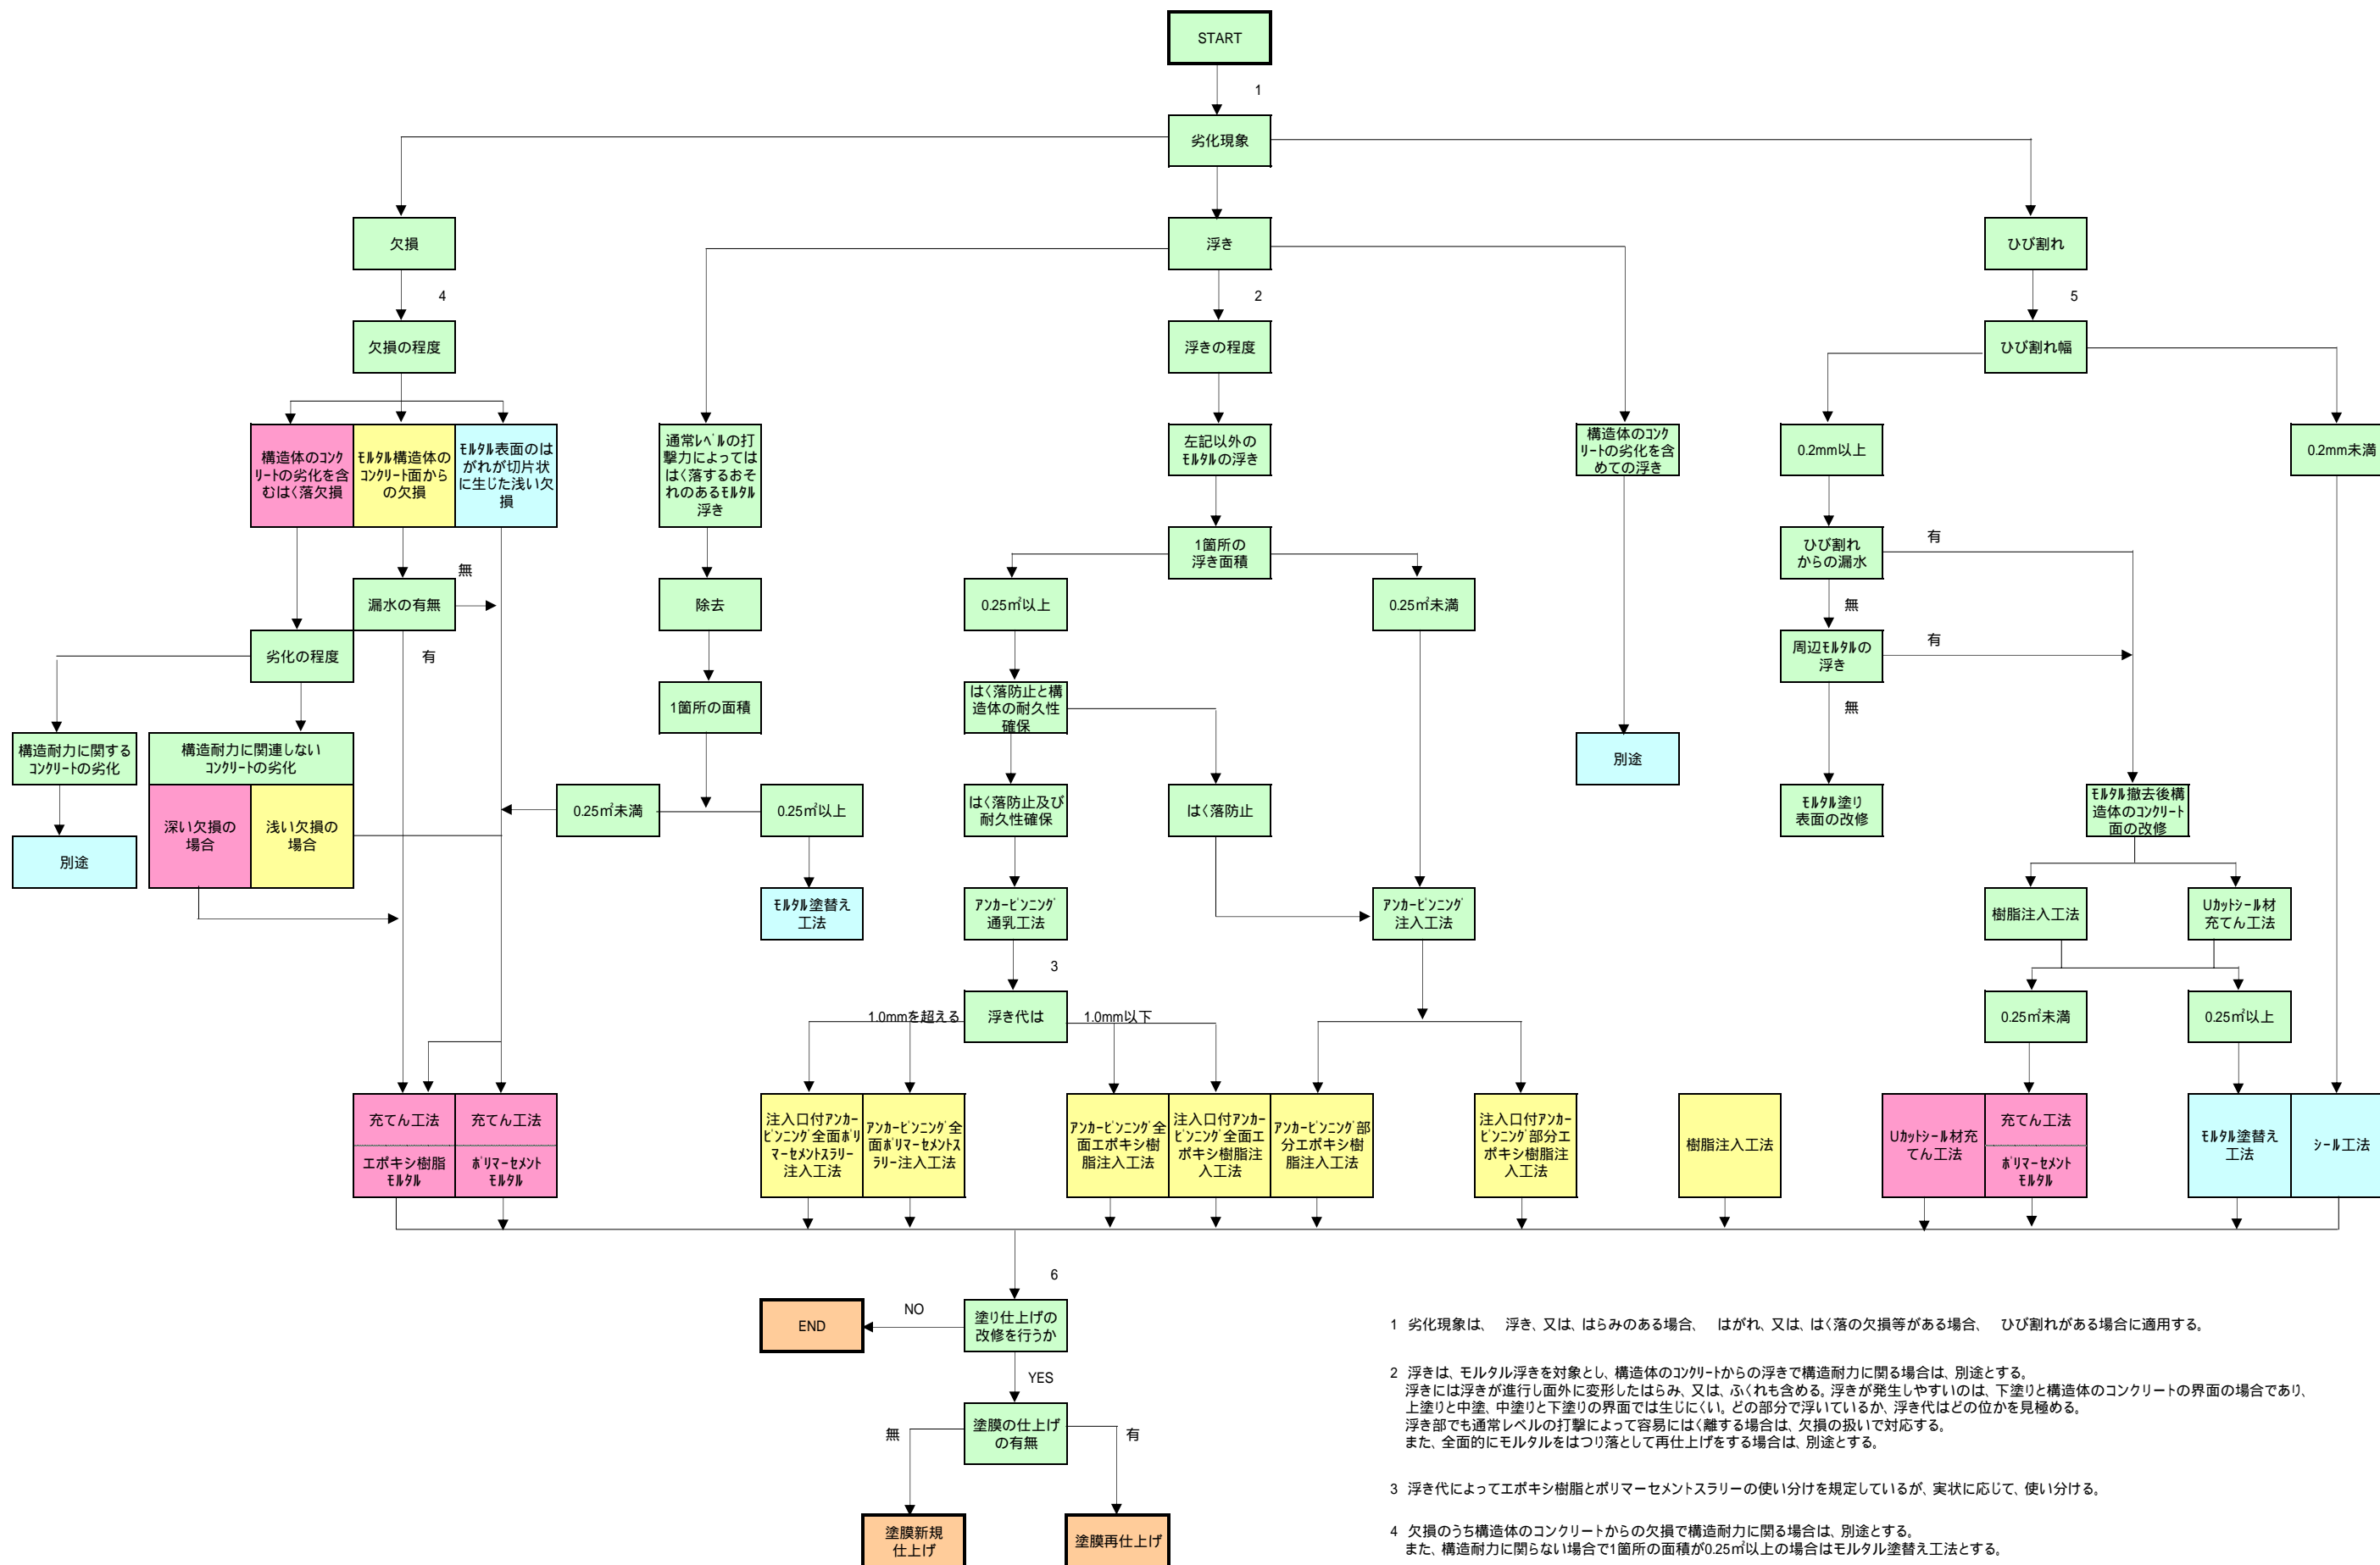 START
1
劣化現象
欠損
浮き
ひび割れ
4
2
5
欠損の程度
浮きの程度
ひび割れ幅
構造体のｺﾝｸ
ﾘｰﾄの劣化を含
むはく落欠損
ﾓﾙﾀﾙ構造体の
ｺﾝｸﾘｰﾄ面から
の欠損
ﾓﾙﾀﾙ表面のは
がれが切片状
に生じた浅い欠
損
通常ﾚﾍﾞﾙの打
撃力によっては
はく落するおそ
れのあるﾓﾙﾀﾙ
浮き
左記以外の
ﾓﾙﾀﾙの浮き
構造体のｺﾝｸ
ﾘｰﾄの劣化を含
めての浮き
0.2mm以上
0.2mm未満
1箇所の
浮き面積
ひび割れ
からの漏水
有
無
漏水の有無
除去
0.25㎡以上
0.25㎡未満
無
劣化の程度
有
周辺ﾓﾙﾀﾙの
浮き
有
1箇所の面積
はく落防止と構
造体の耐久性
確保
無
構造耐力に関する
ｺﾝｸﾘｰﾄの劣化
構造耐力に関連しない
ｺﾝｸﾘｰﾄの劣化
別途
深い欠損の
場合
浅い欠損の
場合
0.25㎡未満
0.25㎡以上
はく落防止及び
耐久性確保
はく落防止
ﾓﾙﾀﾙ塗り
表面の改修
ﾓﾙﾀﾙ撤去後構
造体のｺﾝｸﾘｰﾄ
面の改修
別途
ﾓﾙﾀﾙ塗替え
工法
ｱﾝｶｰﾋﾟﾝﾆﾝｸﾞ
通乳工法
ｱﾝｶｰﾋﾟﾝﾆﾝｸﾞ
注入工法
樹脂注入工法
Uｶｯﾄｼｰﾙ材
充てん工法
3
1.0mmを超える
浮き代は
1.0mm以下
0.25㎡未満
0.25㎡以上
充てん工法
エポキシ樹脂
ﾓﾙﾀﾙ
充てん工法
ﾎﾟﾘﾏｰｾﾒﾝﾄ
ﾓﾙﾀﾙ
注入口付ｱﾝｶｰ
ﾋﾟﾝﾆﾝｸﾞ全面ﾎﾟﾘ
ﾏｰｾﾒﾝﾄｽﾗﾘｰ
注入工法
ｱﾝｶｰﾋﾟﾝﾆﾝｸﾞ全
面ﾎﾟﾘﾏｰｾﾒﾝﾄｽ
ﾗﾘｰ注入工法
ｱﾝｶｰﾋﾟﾝﾆﾝｸﾞ全
面エポキシ樹
脂注入工法
注入口付ｱﾝｶｰ
ﾋﾟﾝﾆﾝｸﾞ全面エ
ポキシ樹脂注
入工法
ｱﾝｶｰﾋﾟﾝﾆﾝｸﾞ部
分エポキシ樹
脂注入工法
注入口付ｱﾝｶｰ
ﾋﾟﾝﾆﾝｸﾞ部分エ
ポキシ樹脂注
入工法
樹脂注入工法
Uｶｯﾄｼｰﾙ材充
てん工法
充てん工法
ﾎﾟﾘﾏｰｾﾒﾝﾄ
ﾓﾙﾀﾙ
ﾓﾙﾀﾙ塗替え
工法
ｼｰﾙ工法
6
END
NO
塗り仕上げの
改修を行うか
YES
無
塗膜の仕上げ
の有無
有
塗膜新規
仕上げ
塗膜再仕上げ
1 劣化現象は、 浮き、又は、はらみのある場合、 はがれ、又は、はく落の欠損等がある場合、 ひび割れがある場合に適用する。
2 浮きは、モルタル浮きを対象とし、構造体のｺﾝｸﾘｰﾄからの浮きで構造耐力に関る場合は、別途とする。
浮きには浮きが進行し面外に変形したはらみ、又は、ふくれも含める。浮きが発生しやすいのは、下塗りと構造体のコンクリートの界面の場合であり、
上塗りと中塗、中塗りと下塗りの界面では生じにくい。どの部分で浮いているか、浮き代はどの位かを見極める。
浮き部でも通常レベルの打撃によって容易にはく離する場合は、欠損の扱いで対応する。
また、全面的にモルタルをはつり落として再仕上げをする場合は、別途とする。
3 浮き代によってエポキシ樹脂とポリマーセメントスラリーの使い分けを規定しているが、実状に応じて、使い分ける。
4 欠損のうち構造体のコンクリートからの欠損で構造耐力に関る場合は、別途とする。
また、構造耐力に関らない場合で1箇所の面積が0.25㎡以上の場合はモルタル塗替え工法とする。